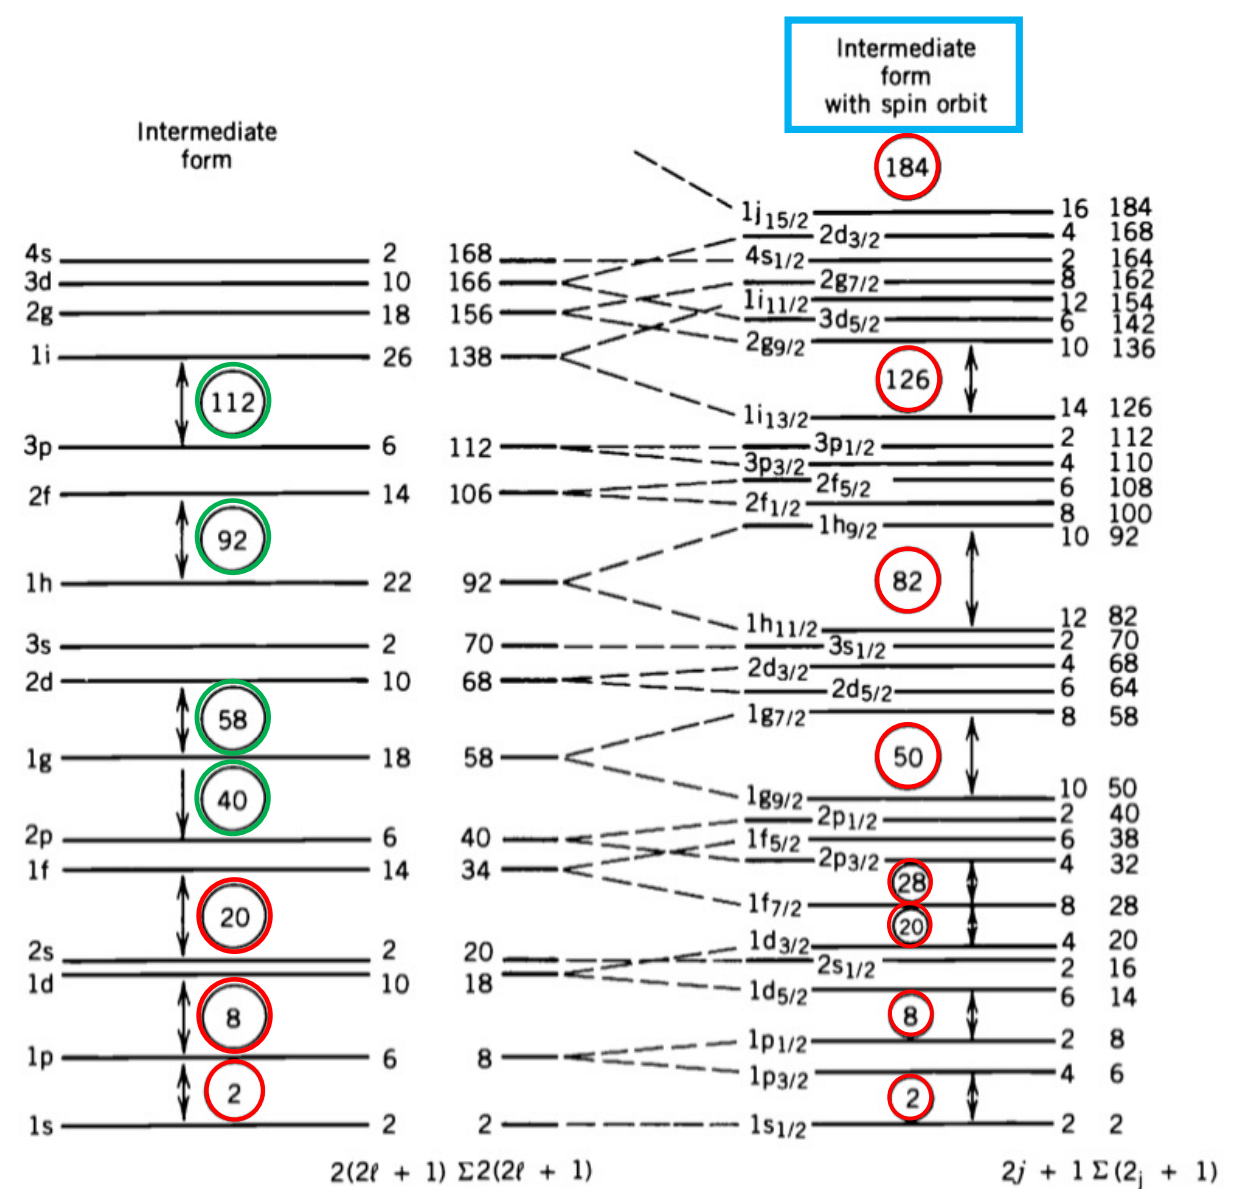 Intermediate
form
with spin orbit
Intermediate
form
184
1j15/2 16 184
2d3/2 4 168
4s 2 168 4s1/2 2 164
3d 10 166 2g7/2 8 162
2g 18 156 1i11/2 12 154
3d5/2 6 142
1i 26 138 2g9/2 10 136
112 126
1i13/2 14 126
3p 6 112 3p1/2 2 112
3p3/2 4 110
2f 14 106 2f5/2 6 108
2f1/2 8 100
92 1h9/2 10 92
1h 22 92 82
1h11/2 12 82
3s 2 70 3s1/2 2 70
2d 10 68 2d3/2 4 68
2d5/2 6 64
58 1g7/2 8 58
1g 18 58 50
40 1g9/2 10 50
2p1/2 2 40
2p 6 40 1f5/2 6 38
1f 14 34 2p3/2 4 32
28
20 1f7/2 8 28
20
2s 2 20 1d3/2 4 20
1d 10 18 2s1/2 2 16
1d5/2 6 14
8 8
1p 6 8 1p1/2 2 8
1p3/2 4 6
2 2
1s 2 2 1s1/2 2 2
2(2ℓ + 1) Σ2(2ℓ + 1) 2j + 1 Σ(2j + 1)